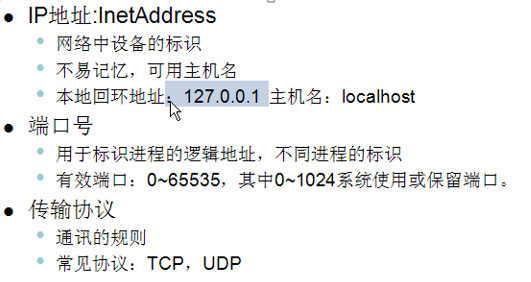 IP地址:InetAddress
网络中设备的标识
不易记忆，可用主机名
本地回环地址：127.0.0.1 主机名：localhost
端口号
用于标识进程的逻辑地址，不同进程的标识
有效端口：0~65535，其中0~1024系统使用或保留端口。
传输协议
通讯的规则
常见协议：TCP，UDP